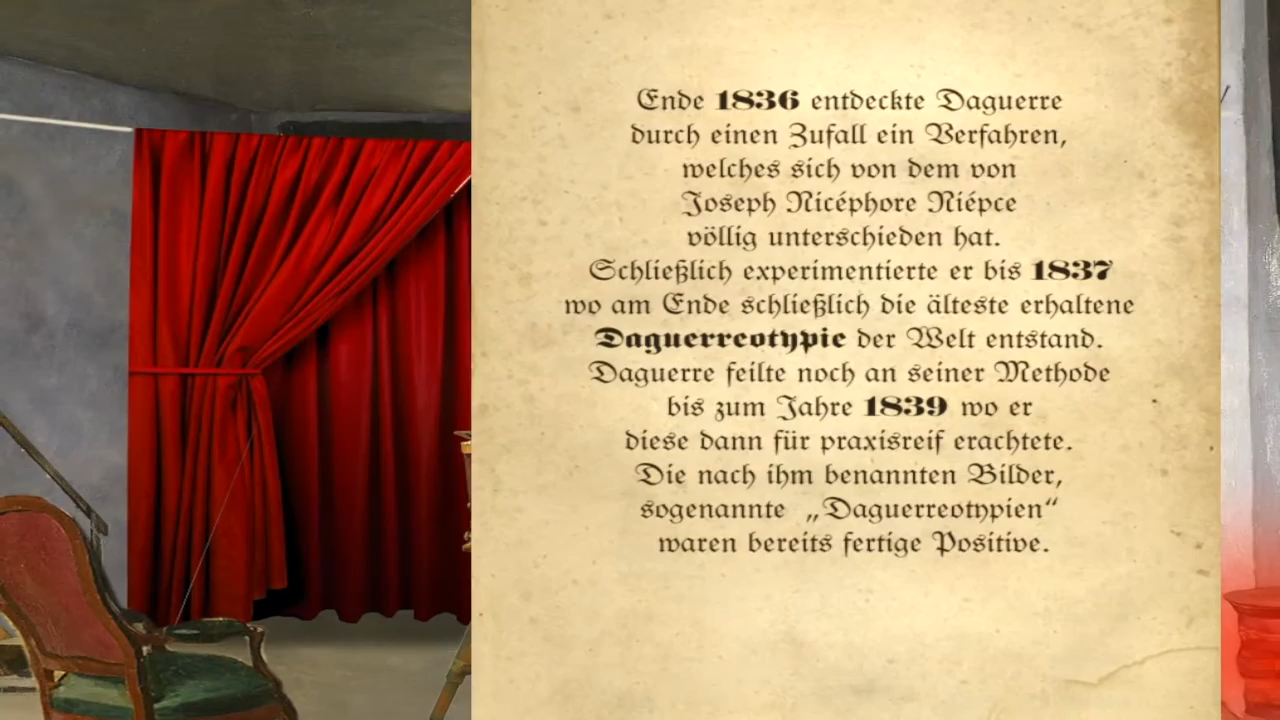 Ende 1836 entdeckte Daguerre
durch einen Zufall ein Verfahren,
welches sich von dem von
Joseph Nicéphore Niépce
völlig unterschieden hat.
Schließlich experimentierte er bis 1837
wo am Ende schließlich die älteste erhaltene
Daguerreotypie der Welt entstand.
Daguerre feilte noch an seiner Methode
bis zum Jahre 1839 wo er
diese dann für praxisreif erachtete.
Die nach ihm benannten Bilder,
sogenannte „Daguerreotypien“
waren bereits fertige Positive.